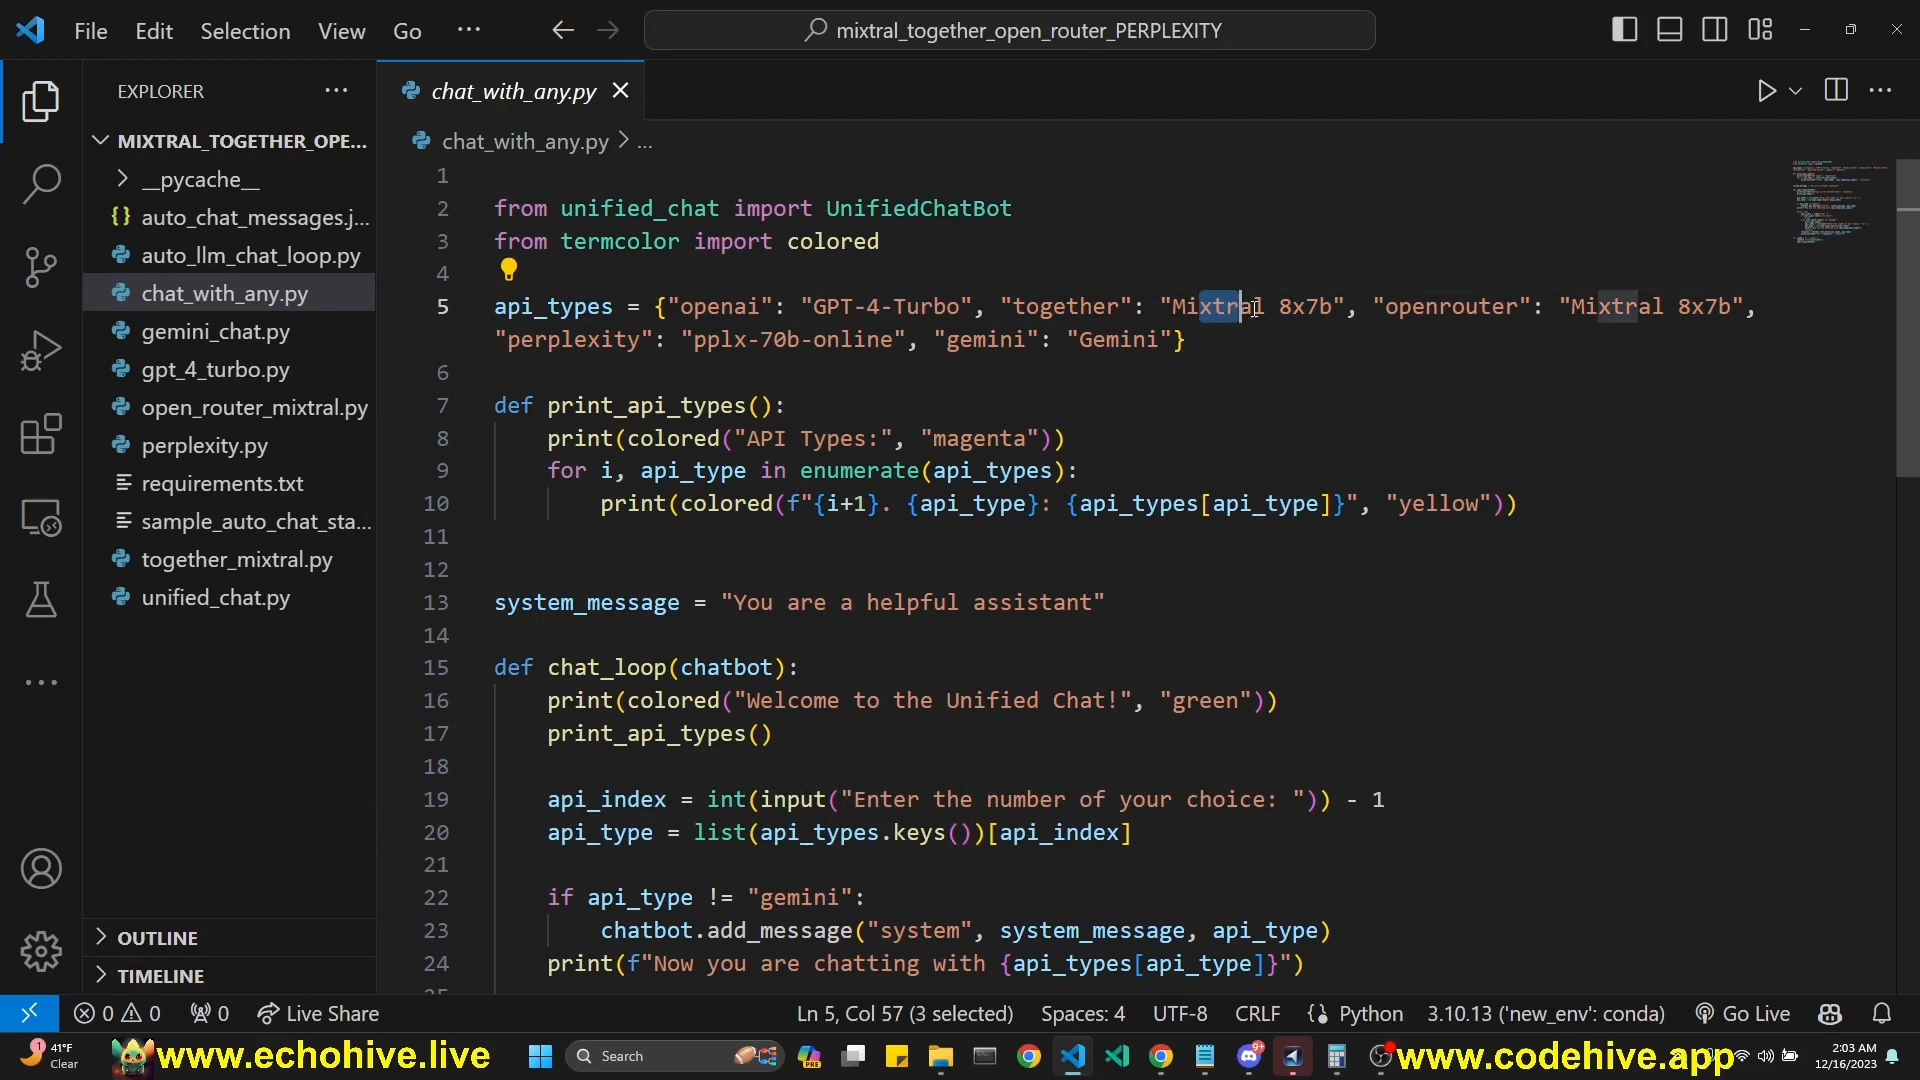 File Edit Selection View Go ... mixtral_together_open_router_PERPLEXITY
EXPLORER
MIXTRAL_TOGETHER_OPE...
__pycache__
auto_chat_messages.j...
auto_llm_chat_loop.py
chat_with_any.py
gemini_chat.py
gpt_4_turbo.py
open_router_mixtral.py
perplexity.py
requirements.txt
sample_auto_chat_sta...
together_mixtral.py
unified_chat.py
OUTLINE
TIMELINE
chat_with_any.py
chat_with_any.py > ...
1
2 from unified_chat import UnifiedChatBot
3 from termcolor import colored
4
5 api_types = {"openai": "GPT-4-Turbo", "together": "Mixtral 8x7b", "openrouter": "Mixtral 8x7b",
"perplexity": "pplx-70b-online", "gemini": "Gemini"}
6
7 def print_api_types():
8 print(colored("API Types:", "magenta"))
9 for i, api_type in enumerate(api_types):
10 print(colored(f"{i+1}. {api_type}: {api_types[api_type]}", "yellow"))
11
12
13 system_message = "You are a helpful assistant"
14
15 def chat_loop(chatbot):
16 print(colored("Welcome to the Unified Chat!", "green"))
17 print_api_types()
18
19 api_index = int(input("Enter the number of your choice: ")) - 1
20 api_type = list(api_types.keys())[api_index]
21
22 if api_type != "gemini":
23 chatbot.add_message("system", system_message, api_type)
24 print(f"Now you are chatting with {api_types[api_type]}")
0 0 0 Live Share Ln 5, Col 57 (3 selected) Spaces: 4 UTF-8 CRLF Python 3.10.13 ('new_env': conda) Go Live
1 41°F
Clear
www.echohive.live
Search
PRE
9+
www.codehive.app
2:03 AM
12/16/2023